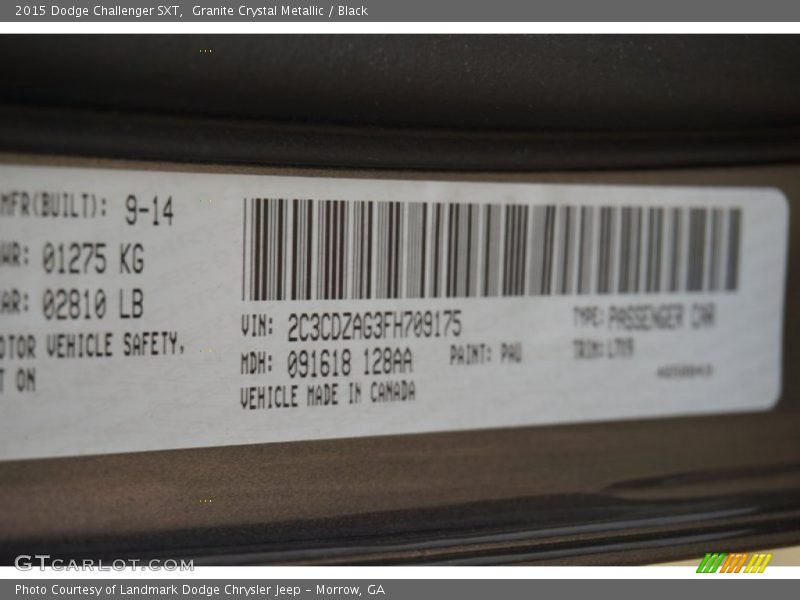 2015 Dodge Challenger SXT, Granite Crystal Metallic / Black
MFR(BUILT): 9-14
WR: 01275 KG
AR: 02810 LB
OTOR VEHICLE SAFETY,
T ON
VIN: 2C3CDZAG3FH709175
TYPE: PASSENGER CAR
MDH: 091618 128AA
PAINT: PAU
TRIM:
VEHICLE MADE IN CANADA
GTcarlot.com
Photo Courtesy of Landmark Dodge Chrysler Jeep - Morrow, GA